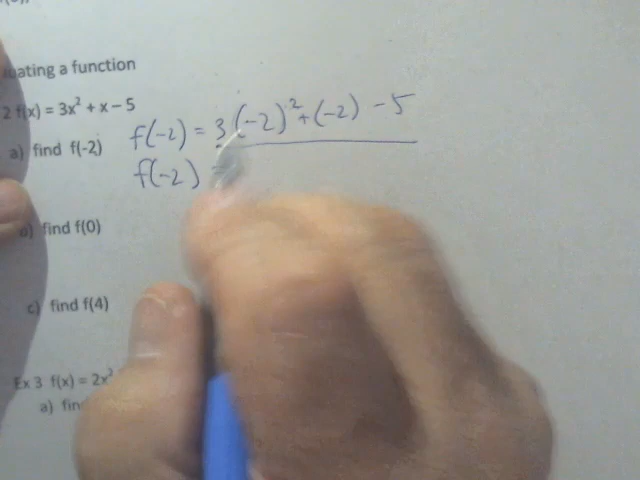 ating a function
2 f(x) = 3x² + x – 5
a) find f(-2) f(-2) = 3(-2)² + (-2) - 5
f(-2) =
find f(0)
c) find f(4)
Ex 3 f(x) = 2x²
a)